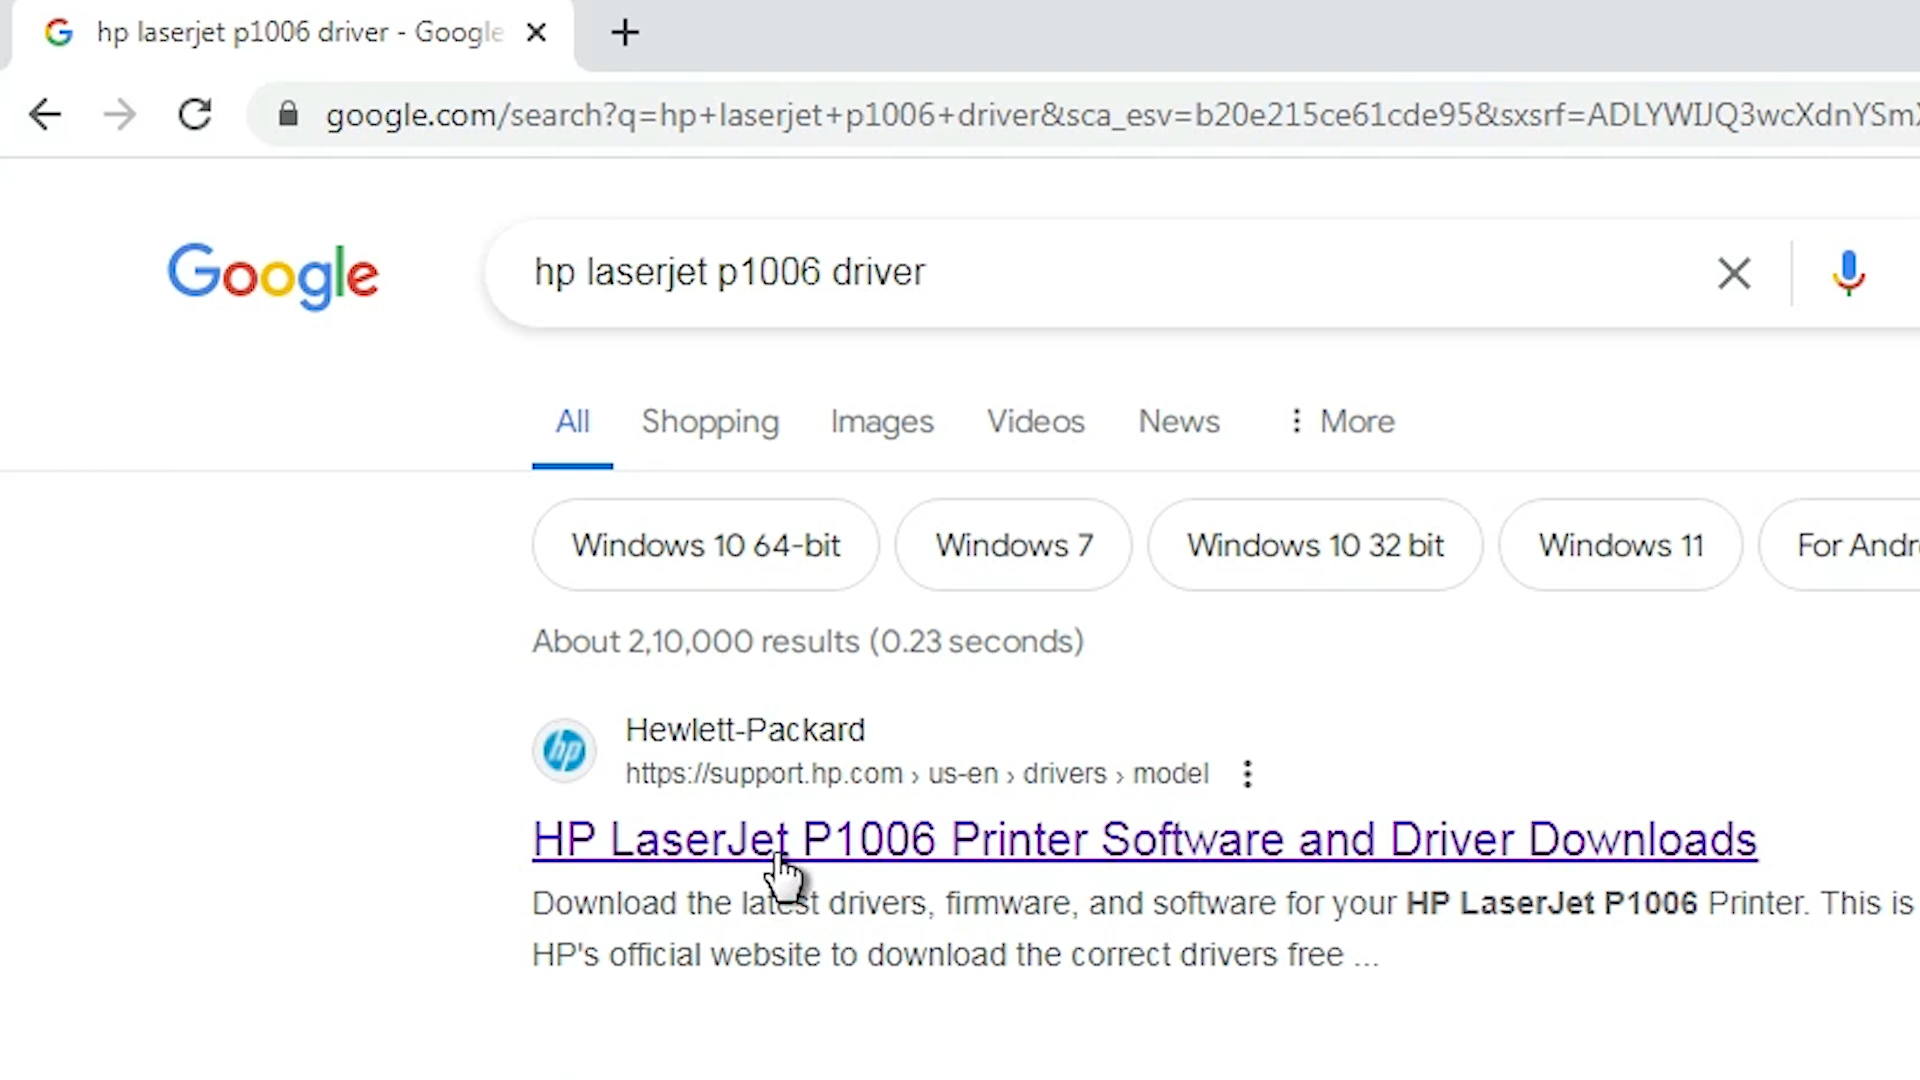 hp laserjet p1006 driver - Google
google.com/search?q=hp+laserjet+p1006+driver&sca_esv=b20e215ce61cde95&sxsrf=ADLYWIJQ3wcXdnYSm
Google
hp laserjet p1006 driver
All Shopping Images Videos News More
Windows 10 64-bit Windows 7 Windows 10 32 bit Windows 11 For Andr
About 2,10,000 results (0.23 seconds)
hp
Hewlett-Packard
https://support.hp.com › us-en › drivers › model
HP LaserJet P1006 Printer Software and Driver Downloads
Download the latest drivers, firmware, and software for your HP LaserJet P1006 Printer. This is
HP's official website to download the correct drivers free ...